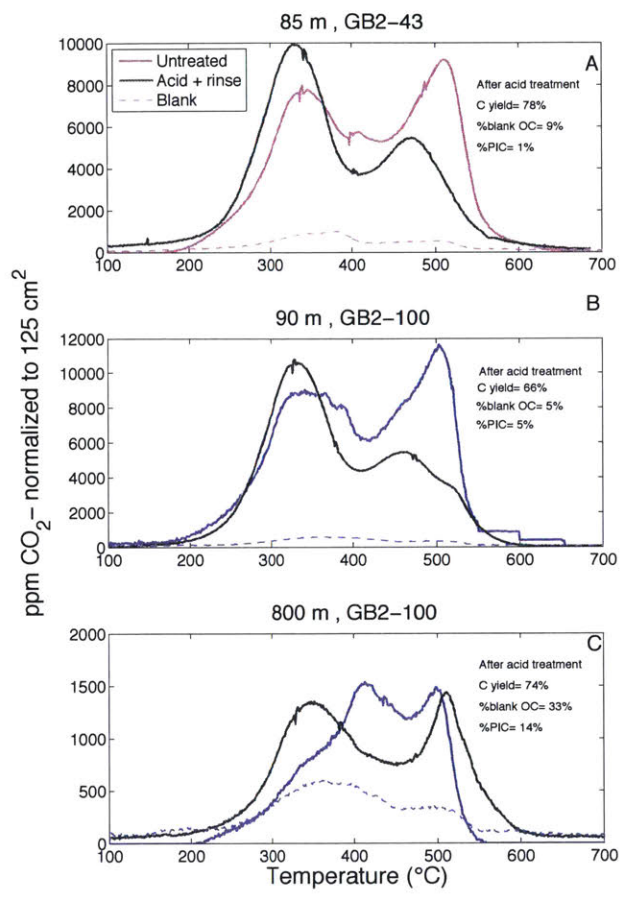 85 m , GB2−43
A
10000
8000
6000
4000
2000
0
Untreated
Acid + rinse
Blank
After acid treatment
C yield= 78%
%blank OC= 9%
%PIC= 1%
100 200 300 400 500 600 700
B
90 m , GB2−100
12000
10000
8000
6000
4000
2000
0
After acid treatment
C yield= 66%
%blank OC= 5%
%PIC= 5%
100 200 300 400 500 600 700
800 m , GB2−100
C
2000
1500
1000
500
0
After acid treatment
C yield= 74%
%blank OC= 33%
%PIC= 14%
100 200 300 400 500 600 700
Temperature (°C)
ppm CO2− normalized to 125 cm2